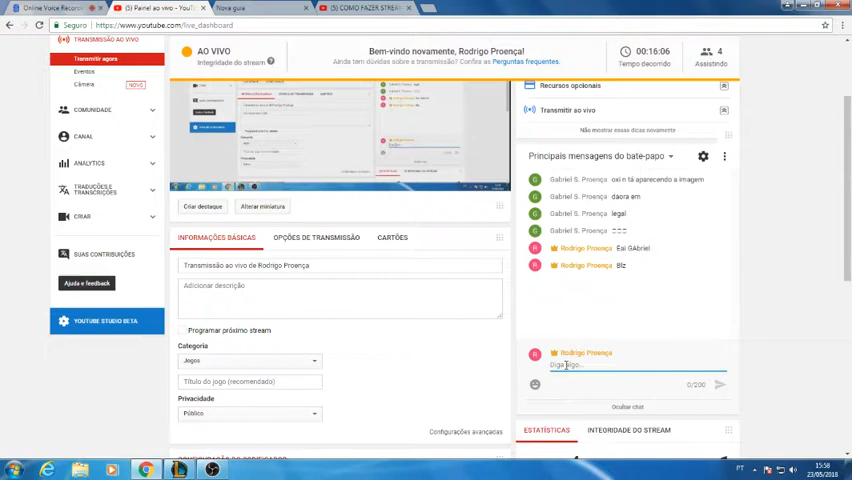 Online Voice Recorde
(5) Painel ao vivo - YouTu
Nova guia
(5) COMO FAZER STREA
Seguro
https://www.youtube.com/live_dashboard
TRANSMISSÃO AO VIVO
Transmitir agora
Eventos
Câmera
NOVO
COMUNIDADE
CANAL
ANALYTICS
TRADUÇÕES E
TRANSCRIÇÕES
CRIAR
SUAS CONTRIBUIÇÕES
Ajuda e feedback
YOUTUBE STUDIO BETA
AO VIVO
Integridade do stream
Bem-vindo novamente, Rodrigo Proença!
Ainda tem dúvidas sobre a transmissão? Confira as Perguntas frequentes.
00:16:06
Tempo decorrido
4
Assistindo
Criar destaque
Alterar miniatura
INFORMAÇÕES BÁSICAS
OPÇÕES DE TRANSMISSÃO
CARTÕES
Transmissão ao vivo de Rodrigo Proença
Adicionar descrição
Programar próximo stream
Categoria
Jogos
Título do jogo (recomendado)
Privacidade
Público
Configurações avançadas
Recursos opcionais
Transmitir ao vivo
Não mostrar essas dicas novamente
Principais mensagens do bate-papo
G Gabriel S. Proença oxi n tá aparecendo a imagem
G Gabriel S. Proença dáora em
G Gabriel S. Proença legal
G Gabriel S. Proença
R Rodrigo Proença Eai GAbriel
R Rodrigo Proença Blz
R Rodrigo Proença
Diga algo...
0/200
Ocultar chat
ESTATÍSTICAS
INTEGRIDADE DO STREAM
PT
15:58
23/05/2018